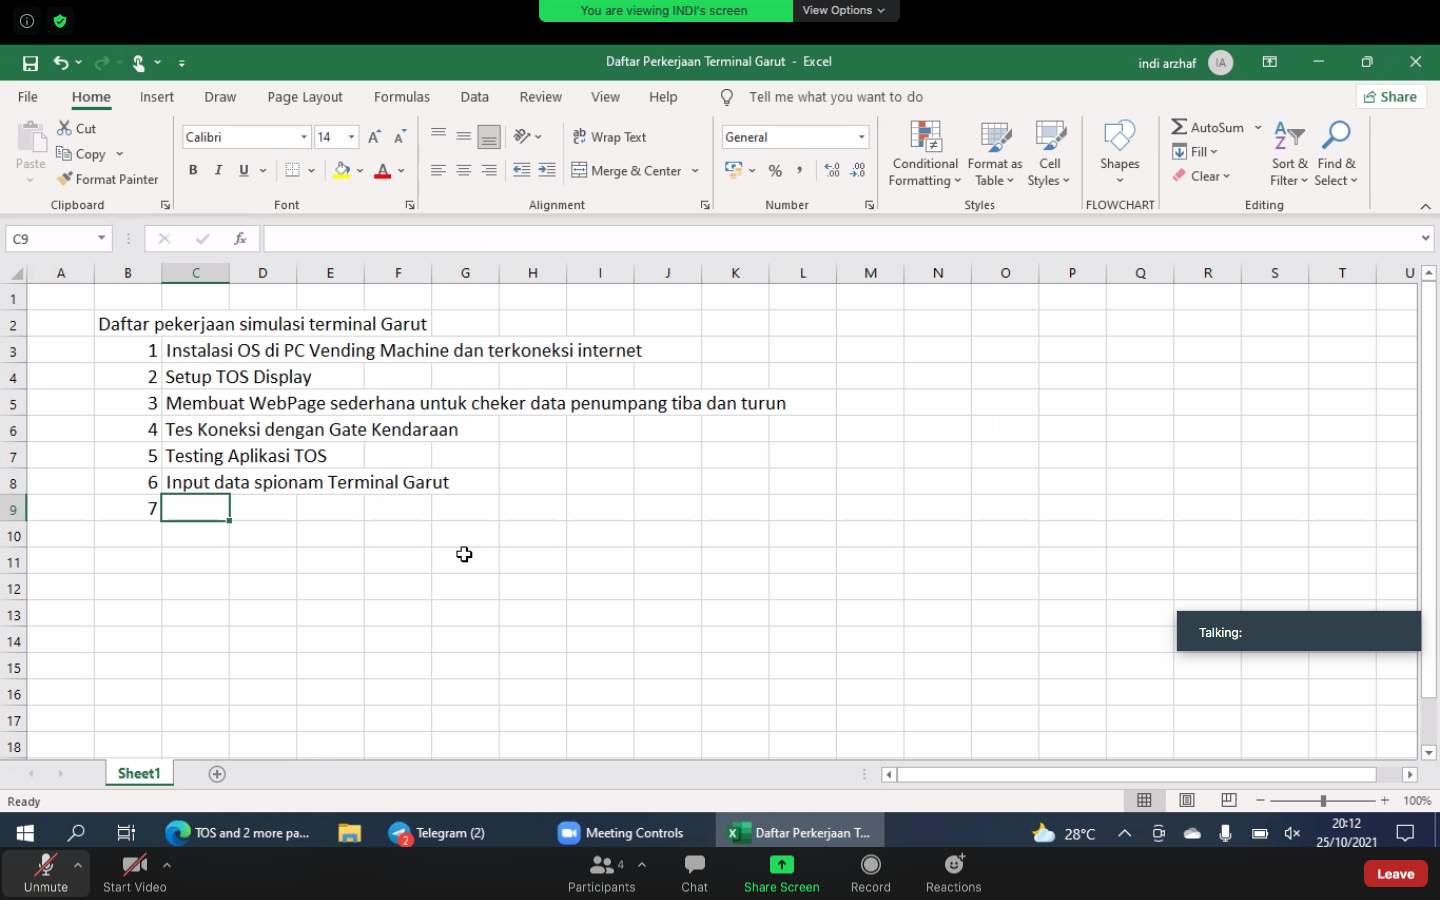 You are viewing INDI's screen View Options
Daftar Perkerjaan Terminal Garut - Excel
indi arzhaf IA
File Home Insert Draw Page Layout Formulas Data Review View Help Tell me what you want to do Share
Paste
Cut
Copy
Format Painter
Calibri 14
B I U
Wrap Text
Merge & Center
General
Conditional Formatting
Format as Table
Cell Styles
Shapes
AutoSum
Fill
Clear
Sort & Filter
Find & Select
Clipboard Font Alignment Number Styles FLOWCHART Editing
C9 fx
A B C D E F G H I J K L M N O P Q R S T U
1
2 Daftar pekerjaan simulasi terminal Garut
3 1 Instalasi OS di PC Vending Machine dan terkoneksi internet
4 2 Setup TOS Display
5 3 Membuat WebPage sederhana untuk cheker data penumpang tiba dan turun
6 4 Tes Koneksi dengan Gate Kendaraan
7 5 Testing Aplikasi TOS
8 6 Input data spionam Terminal Garut
9 7
10
11
12
13
14
15
16
17
18
Talking:
Sheet1
Ready 100%
TOS and 2 more pa... Telegram (2) Meeting Controls Daftar Perkerjaan T... 28°C 20:12
25/10/2021
Unmute Start Video Participants 4 Chat Share Screen Record Reactions Leave